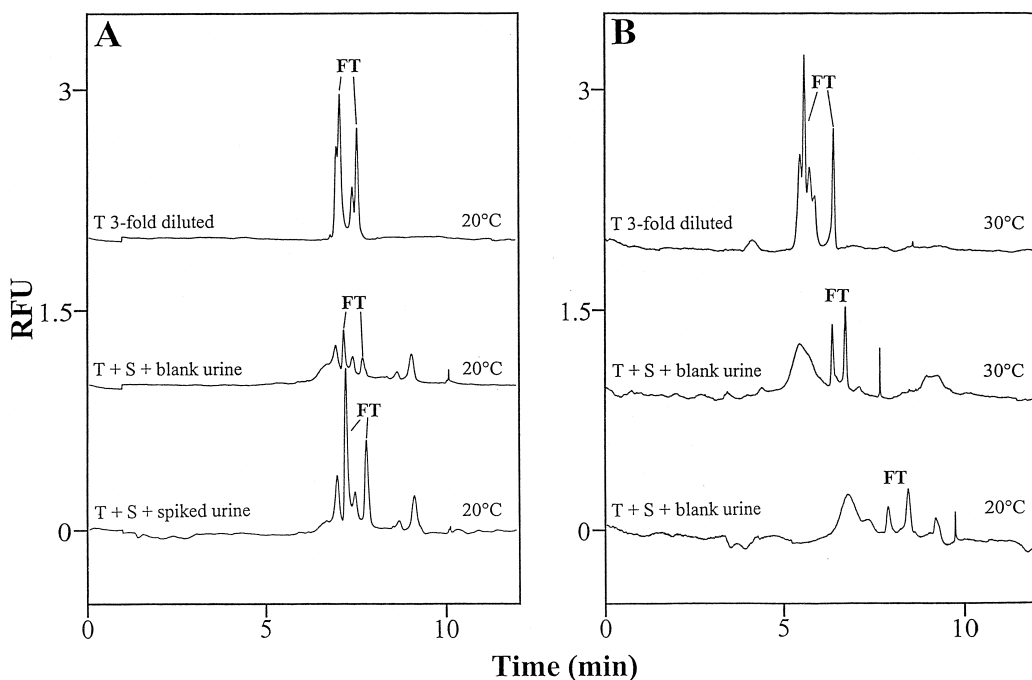 A
FT
3
T 3-fold diluted 20°C
1.5
FT
T + S + blank urine 20°C
FT
0
T + S + spiked urine 20°C
0 5 10
RFU
B
FT
3
T 3-fold diluted 30°C
1.5
FT
T + S + blank urine 30°C
FT
0
T + S + blank urine 20°C
0 5 10
Time (min)